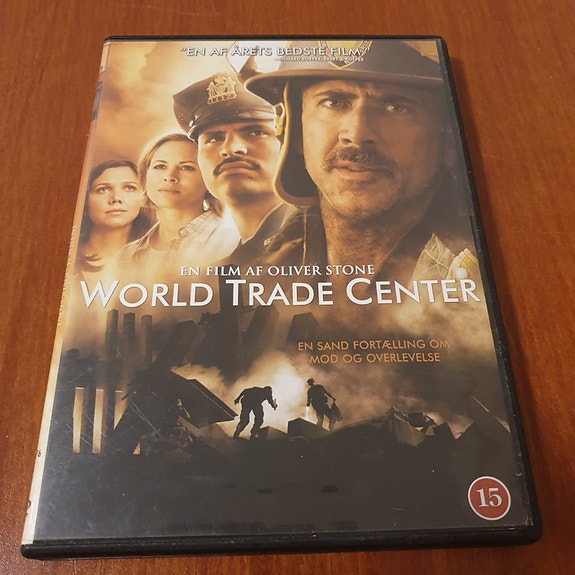 "EN AF ÅRETS BEDSTE FILM"
EN FILM AF OLIVER STONE
WORLD TRADE CENTER
EN SAND FORTÆLLING OM
MOD OG OVERLEVELSE
15